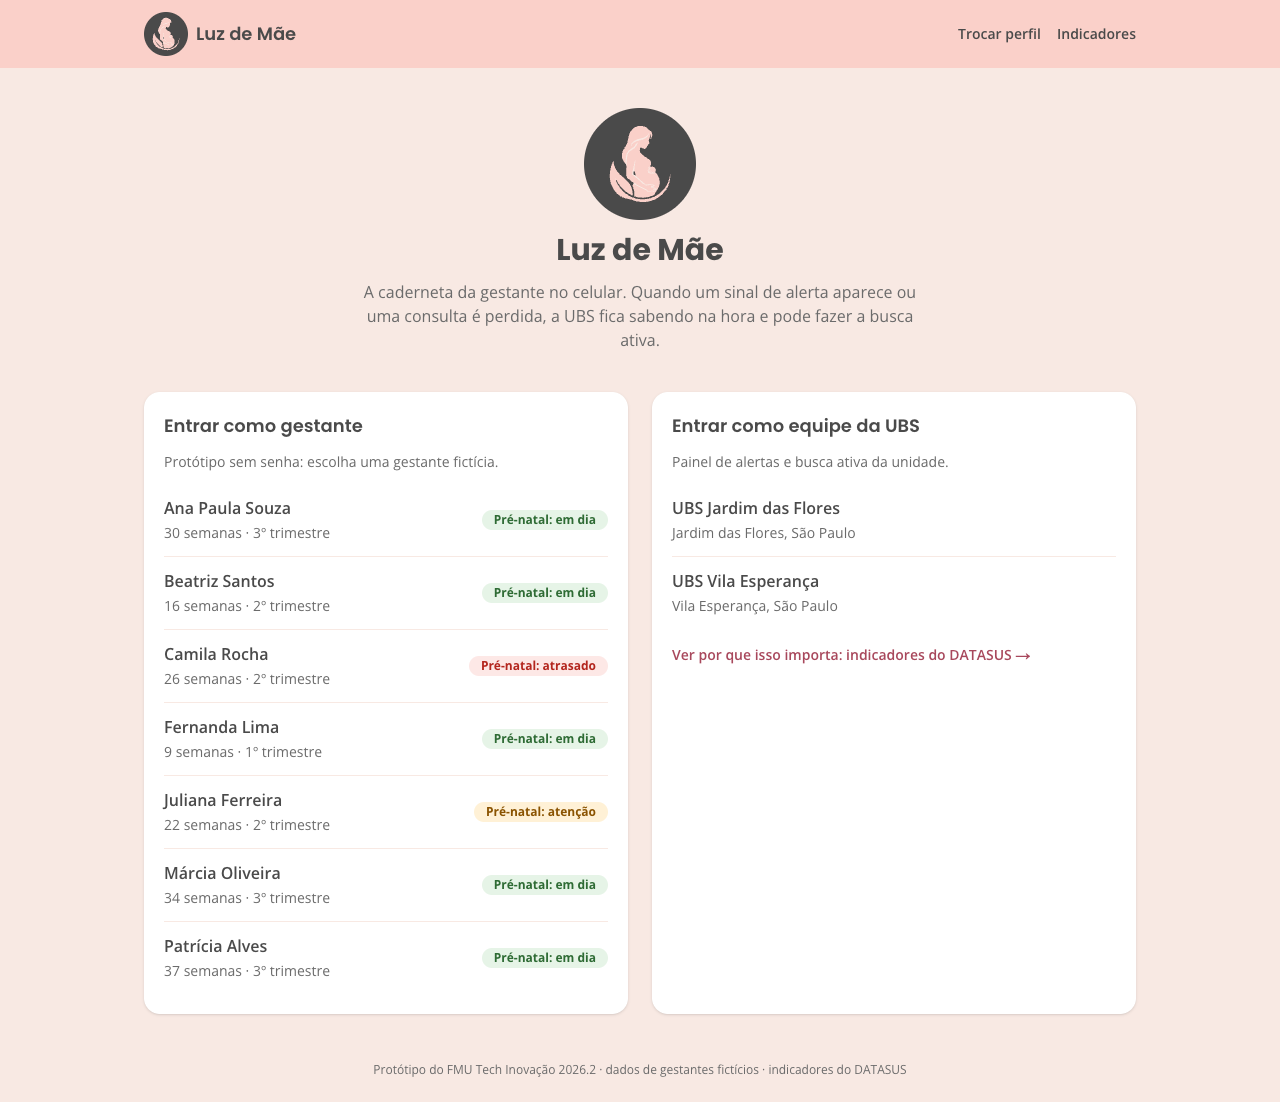 Luz de Mãe
Trocar perfil
Indicadores
Luz de Mãe
A caderneta da gestante no celular. Quando um sinal de alerta aparece ou
uma consulta é perdida, a UBS fica sabendo na hora e pode fazer a busca
ativa.
Entrar como gestante
Protótipo sem senha: escolha uma gestante fictícia.
Ana Paula Souza
30 semanas · 3º trimestre
Pré-natal: em dia
Beatriz Santos
16 semanas · 2º trimestre
Pré-natal: em dia
Camila Rocha
26 semanas · 2º trimestre
Pré-natal: atrasado
Fernanda Lima
9 semanas · 1º trimestre
Pré-natal: em dia
Juliana Ferreira
22 semanas · 2º trimestre
Pré-natal: atenção
Márcia Oliveira
34 semanas · 3º trimestre
Pré-natal: em dia
Patrícia Alves
37 semanas · 3º trimestre
Pré-natal: em dia
Entrar como equipe da UBS
Painel de alertas e busca ativa da unidade.
UBS Jardim das Flores
Jardim das Flores, São Paulo
UBS Vila Esperança
Vila Esperança, São Paulo
Ver por que isso importa: indicadores do DATASUS →
Protótipo do FMU Tech Inovação 2026.2 · dados de gestantes fictícios · indicadores do DATASUS